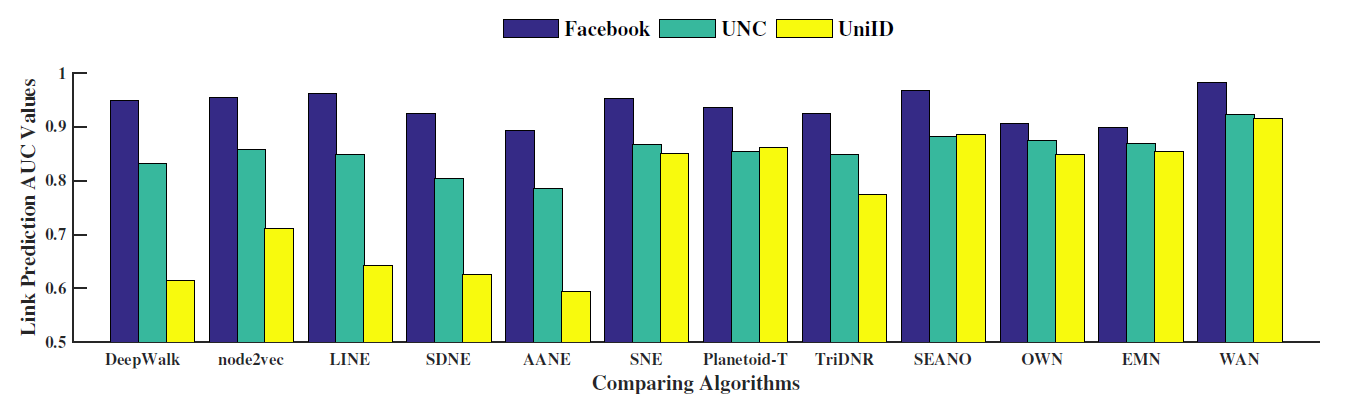 Facebook UNC UniID
Link Prediction AUC Values
1
0.9
0.8
0.7
0.6
0.5
DeepWalk node2vec LINE SDNE AANE SNE Planetoid-T TriDNR SEANO OWN EMN WAN
Comparing Algorithms